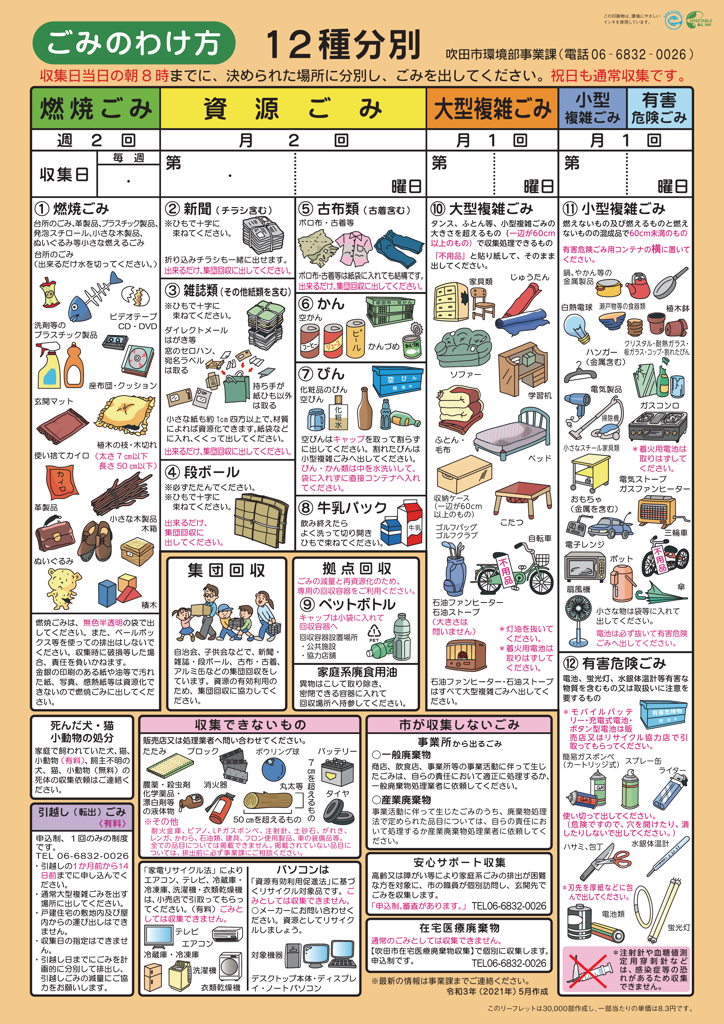 この印刷物は、環境にやさしい
インキを使用しています。
ごみのわけ方
12種分別
吹田市環境部事業課(電話06-6832-0026)
収集日当日の朝8時までに、決められた場所に分別し、ごみを出してください。祝日も通常収集です。
燃焼ごみ
資源ごみ
大型複雑ごみ
小型
複雑ごみ
有害
危険ごみ
週2回
月2回
月1回
月1回
収集日
毎週
・
第
・
曜日
第
曜日
第
曜日
①燃焼ごみ
台所のごみ、革製品、プラスチック製品、
発泡スチロール、小さな木製品、
ぬいぐるみ等小さな燃えるごみ
台所のごみ
(出来るだけ水を切ってください。)
ビデオテープ
CD・DVD
洗剤等の
プラスチック製品
座布団・クッション
玄関マット
植木の枝・木切れ
(太さ7cm以下
長さ50cm以下)
使い捨てカイロ
カイロ
革製品
小さな木製品
木箱
ぬいぐるみ
積木
燃焼ごみは、無色半透明の袋で出
してください。また、ペールボッ
クス等を使っての排出はしないで
ください。収集時に破損した場
合、責任を負いかねます。
金銀の印刷のある紙や油等で汚れ
た紙、写真、感熱紙等は資源化で
きないので燃焼ごみに出してくだ
さい。
②新聞(チラシ含む)
※ひもで十字に
束ねてください。
折り込みチラシも一緒に出せます。
出来るだけ、集団回収に出してください。
③雑誌類(その他紙類を含む)
※ひもで十字に
束ねてください。
ダイレクトメール
はがき等
窓のセロハン、
宛名ラベル
は取る
持ち手が
紙ひも以外
は取る
小さな紙も約1cm四方以上で、材質
によれば資源化できます。紙袋など
に入れ、くくって出してください。
出来るだけ、集団回収に出してください。
④段ボール
※必ずたたんでください。
※ひもで十字に
束ねてください。
出来るだけ、
集団回収に
出してください。
⑤古布類(古着含む)
ボロ布・古着等
ボロ布・古着等は紙袋に入れても結構です。
出来るだけ、集団回収に出してください。
⑥かん
空かん
ビール
かんづめ
⑦びん
化粧品のびん
空びん
化粧水
空びん
空びんはキャップを取って割らず
に出してください。割れたびんは
小型複雑ごみへ出してください。
びん・かん類は中を水洗いして、
袋に入れずに直接コンテナへ入れ
てください。
⑧牛乳パック
飲み終えたら
よく洗って切り開き
ひもで束ねてください。
牛乳
集団回収
自治会、子供会などで、新聞・
雑誌・段ボール、古布・古着、
アルミ缶などの集団回収をし
ています。資源の有効利用の
ため、集団回収に協力してく
ださい。
拠点回収
ごみの減量と再資源化のため、
専用の回収容器をご利用ください。
⑨ペットボトル
キャップは小袋に入れて
回収容器へ
回収容器設置場所
・公共施設
・協力店舗
PET
家庭系廃食用油
異物はこして取り除き、
密閉できる容器に入れて
回収場所へ持参してください。
⑩大型複雑ごみ
タンス、ふとん等、小型複雑ごみの
大きさを超えるもの(一辺が60cm
以上のもの)で収集処理できるもの
「不用品」と貼り紙して、そのまま
出してください。
家具類
じゅうたん
ソファー
学習机
ふとん・
毛布
ベッド
収納ケース
(一辺が60cm
以上のもの)
こたつ
ゴルフバッグ
ゴルフクラブ
自転車
不用品
石油ファンヒーター
石油ストーブ
(大きさは
問いません)
*灯油を抜いて
ください。
*着火用電池は
取りはずして
ください。
石油ファンヒーター・石油ストーブ
はすべて大型複雑ごみへ出してくだ
さい。
⑪小型複雑ごみ
燃えないもの及び燃えるものと燃え
ないものの混成品で60cm未満のもの
有害危険ごみ用コンテナの横に置いて
ください。
鍋、やかん等の
金属製品
白熱電球
瀬戸物等の食器類
植木鉢
ハンガー
(金属含む)
クリスタル・耐熱ガラス・
板ガラス・コップ・割れたびん
電気製品
掃除機
ガスコンロ
小さなスチール家具類
*着火用電池は
取りはずして
ください。
おもちゃ
(金属を含む)
電気ストーブ
ガスファンヒーター
電子レンジ
ポット
三輪車
不用品
扇風機
傘
小さな物は袋等に入れて
出してください。
電池は必ず抜いて有害危険
ごみへ出してください。
⑫有害危険ごみ
電池、蛍光灯、水銀体温計等有害な
物質を含むもの又は取扱いに注意を
要するもの
*モバイルバッテ
リー・充電式電池・
ボタン型電池は販
売店又はリサイクル協力店で引
取ってもらってください。
有害危険ごみ
簡易ガスボンベ
(カートリッジ式)
スプレー缶
ライター
使い切って出してください。
(危険ですので、穴を開けたり、潰
したりしないで出してください。)
ハサミ、包丁
水銀体温計
*刃先を厚紙などに包
んで出してください。
電池類
蛍光灯
*注射針や血糖値測
定用穿刺針など
は、感染症等の恐
れがあるため収集
できません。
死んだ犬・猫
小動物の処分
家庭で飼われていた犬、猫、
小動物(有料)、飼主不明の
犬、猫、小動物(無料)の
死体の収集依頼はご連絡く
ださい。
引越し(転出)ごみ
〈有料〉
申込制、1回のみの制度
です。
TEL 06-6832-0026
・引越しの1か月前から14
日前までに申し込んでく
ださい。
・通常大型複雑ごみを出す
場所に出してください。
・戸建住宅の敷地内及び屋
内からの運び出しはでき
ません。
・収集日の指定はできませ
ん。
・引越し日までにごみを計
画的に分別して排出し、
引越しごみの減量にご協
力をお願いします。
収集できないもの
販売店又は処理業者へ問い合わせてください。
たたみ
ブロック
ボウリング球
バッテリー
農薬・殺虫剤
化学薬品・
漂白剤等
の液体物
消火器
丸太等
7cmを超えるもの
50cmを超えるもの
タイヤ
※その他
耐火金庫、ピアノ、LPガスボンベ、注射針、土砂石、がれき、
レンガ、かわら、石油類、建具、フロン使用製品、車の装備品等。
全ての品目については掲載できません。掲載されていない品目に
ついては、排出前に必ず事業課にご相談ください。
「家電リサイクル法」により
エアコン、テレビ、冷蔵庫・
冷凍庫、洗濯機・衣類乾燥機
は、小売店で引取ってもらっ
てください。(有料)ごみと
しては収集できません。
テレビ
エアコン
冷蔵庫・冷凍庫
洗濯機
衣類乾燥機
パソコンは
「資源有効利用促進法」に基づ
くリサイクル対象品です。ご
みとしては収集できません。
○メーカーにお問い合わせく
ださい。資源としてリサイク
ルしましょう。
対象機器
デスクトップ本体・ディスプレ
イ・ノートパソコン
市が収集しないごみ
事業所から出るごみ
○一般廃棄物
商店、飲食店、事業所等の事業活動に伴って生
じたごみは、自らの責任において適正に処理するか、
一般廃棄物収集業者に依頼してください。
○産業廃棄物
事業活動に伴って生じたごみのうち、廃棄物処理
法で定められた品目については、自らの責任にお
いて処理するか産業廃棄物収集業者に依頼してく
ださい。
安心サポート収集
高齢又は障がい等により家庭系ごみの排出が困難
な方を対象に、市の職員が個別訪問し、玄関先で
ごみを収集します。
「申込制、審査があります。」TEL06-6832-0026
在宅医療廃棄物
通常のごみとしては収集できません。
【吹田市在宅医療廃棄物収集】で個別に収集します。
申込制です。
TEL06-6832-0026
※最新の情報は事業課までご連絡ください。
令和3年(2021年)5月作成
このリーフレットは30,000部作成し、一部当たりの単価は8.3円です。